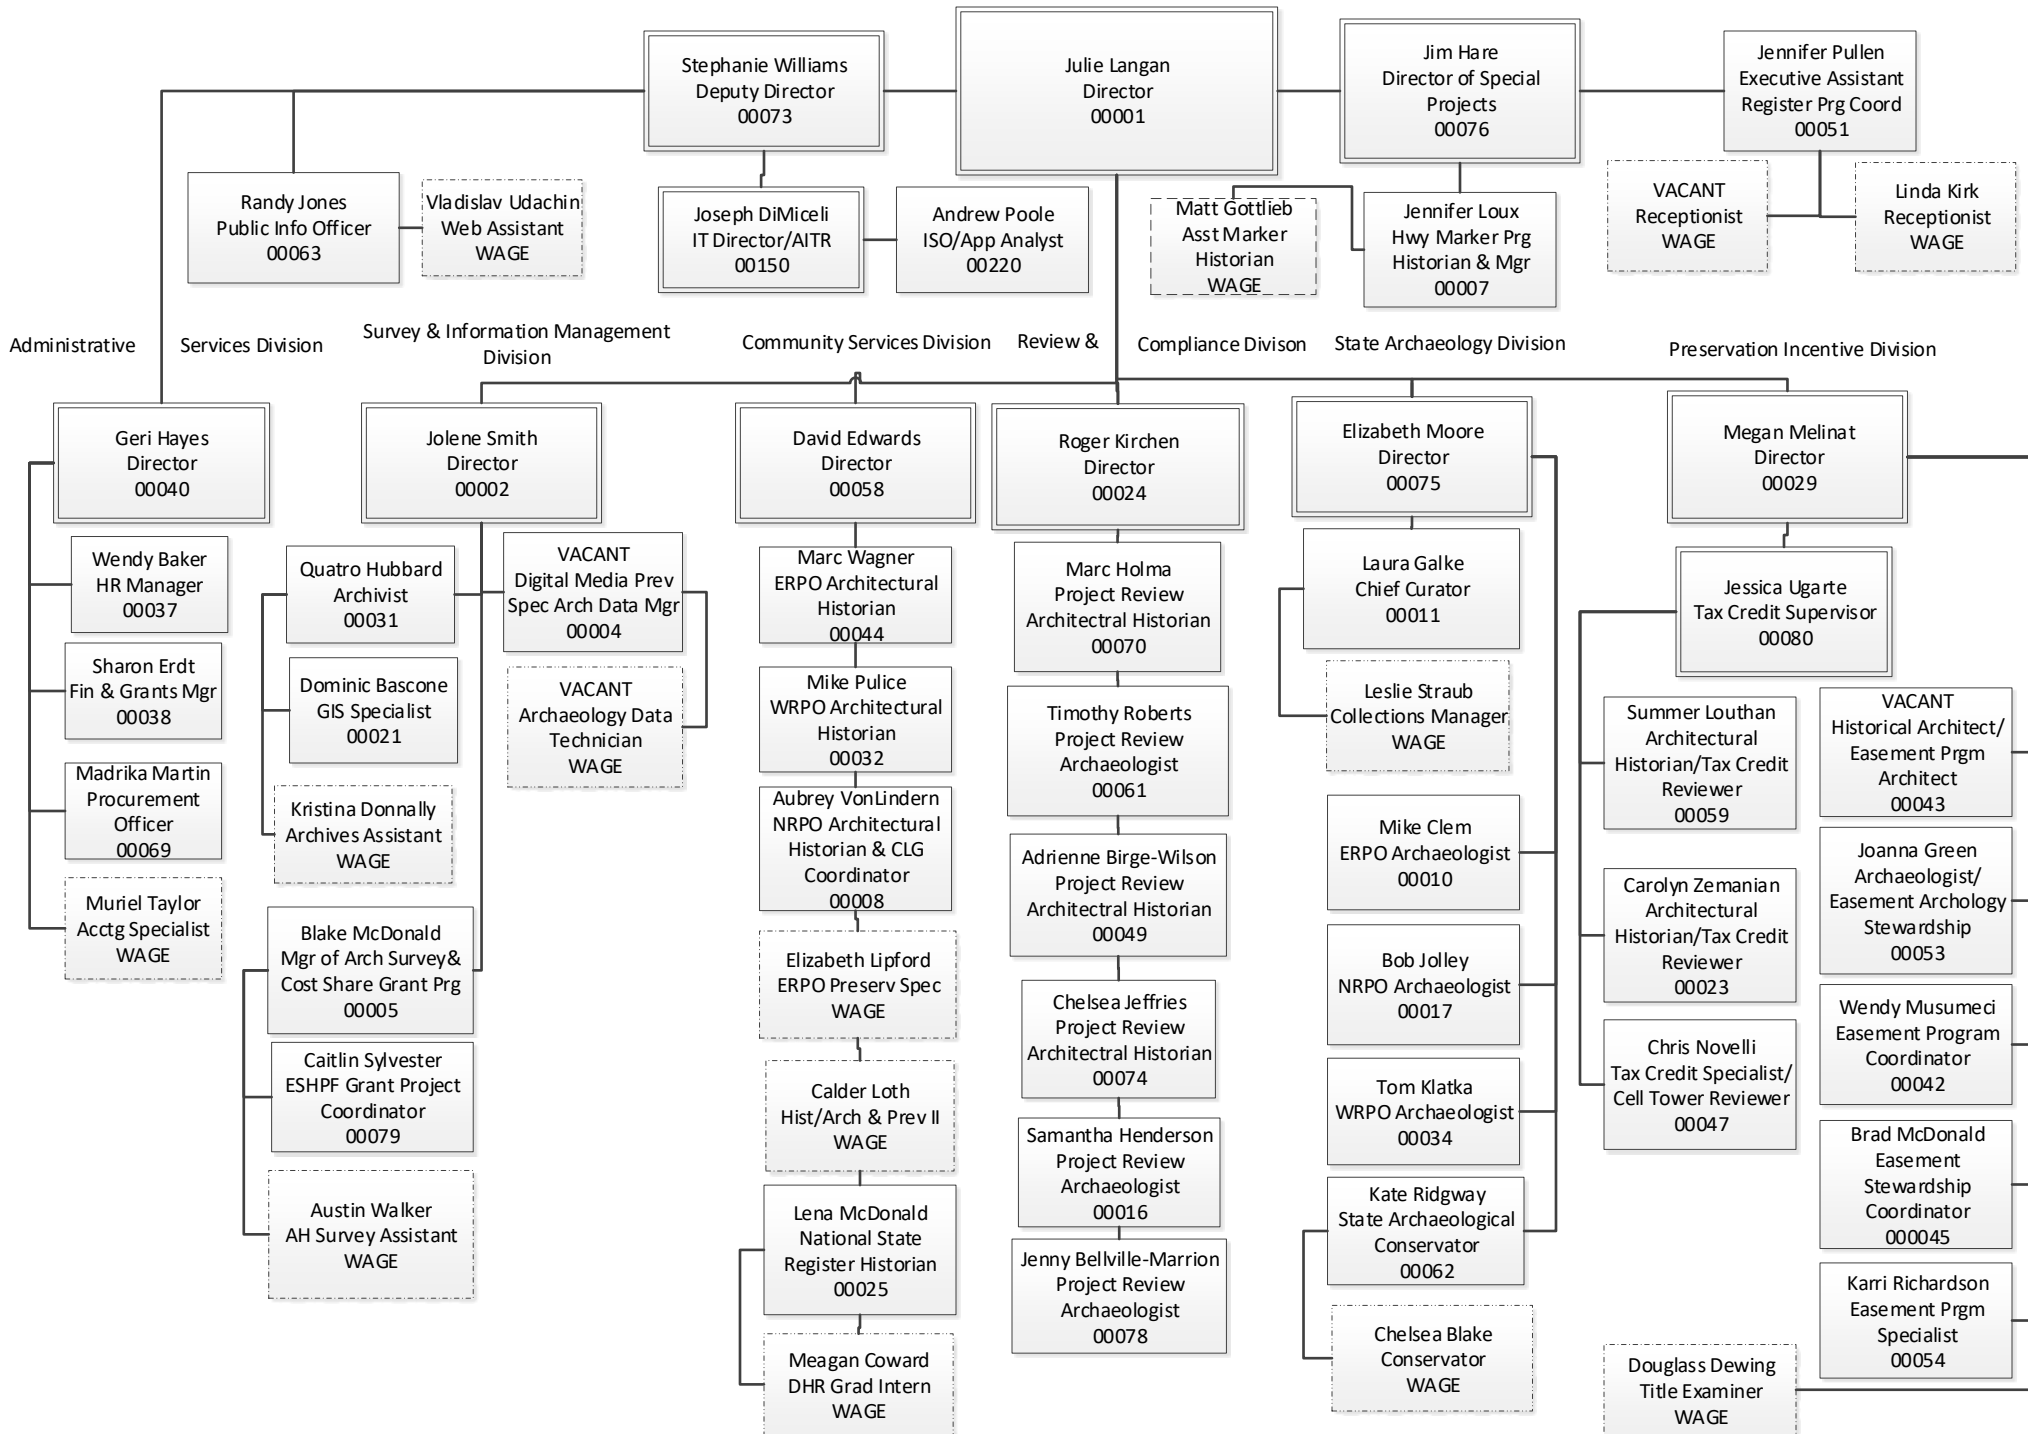 Stephanie Williams
Deputy Director
00073
Julie Langan
Director
00001
Jim Hare
Director of Special
Projects
00076
Jennifer Pullen
Executive Assistant
Register Prg Coord
00051
Randy Jones
Public Info Officer
00063
Vladislav Udachin
Web Assistant
WAGE
Joseph DiMiceli
IT Director/AITR
00150
Andrew Poole
ISO/App Analyst
00220
Matt Gottlieb
Asst Marker
Historian
WAGE
Jennifer Loux
Hwy Marker Prg
Historian & Mgr
00007
VACANT
Receptionist
WAGE
Linda Kirk
Receptionist
WAGE
Administrative Services Division
Survey & Information Management
Division
Community Services Division
Review & Compliance Divison
State Archaeology Division
Preservation Incentive Division
Geri Hayes
Director
00040
Wendy Baker
HR Manager
00037
Sharon Erdt
Fin & Grants Mgr
00038
Madrika Martin
Procurement
Officer
00069
Muriel Taylor
Acctg Specialist
WAGE
Jolene Smith
Director
00002
Quatro Hubbard
Archivist
00031
VACANT
Digital Media Prev
Spec Arch Data Mgr
00004
Dominic Bascone
GIS Specialist
00021
VACANT
Archaeology Data
Technician
WAGE
Kristina Donnally
Archives Assistant
WAGE
Blake McDonald
Mgr of Arch Survey&
Cost Share Grant Prg
00005
Caitlin Sylvester
ESHPF Grant Project
Coordinator
00079
Austin Walker
AH Survey Assistant
WAGE
David Edwards
Director
00058
Marc Wagner
ERPO Architectural
Historian
00044
Mike Pulice
WRPO Architectural
Historian
00032
Aubrey VonLindern
NRPO Architectural
Historian & CLG
Coordinator
00008
Elizabeth Lipford
ERPO Preserv Spec
WAGE
Calder Loth
Hist/Arch & Prev II
WAGE
Lena McDonald
National State
Register Historian
00025
Meagan Coward
DHR Grad Intern
WAGE
Roger Kirchen
Director
00024
Marc Holma
Project Review
Architectral Historian
00070
Timothy Roberts
Project Review
Archaeologist
00061
Adrienne Birge-Wilson
Project Review
Architectral Historian
00049
Chelsea Jeffries
Project Review
Architectral Historian
00074
Samantha Henderson
Project Review
Archaeologist
00016
Jenny Bellville-Marrion
Project Review
Archaeologist
00078
Elizabeth Moore
Director
00075
Laura Galke
Chief Curator
00011
Leslie Straub
Collections Manager
WAGE
Mike Clem
ERPO Archaeologist
00010
Bob Jolley
NRPO Archaeologist
00017
Tom Klatka
WRPO Archaeologist
00034
Kate Ridgway
State Archaeological
Conservator
00062
Chelsea Blake
Conservator
WAGE
Megan Melinat
Director
00029
Jessica Ugarte
Tax Credit Supervisor
00080
Summer Louthan
Architectural
Historian/Tax Credit
Reviewer
00059
Carolyn Zemanian
Architectural
Historian/Tax Credit
Reviewer
00023
Chris Novelli
Tax Credit Specialist/
Cell Tower Reviewer
00047
VACANT
Historical Architect/
Easement Prgm
Architect
00043
Joanna Green
Archaeologist/
Easement Archology
Stewardship
00053
Wendy Musumeci
Easement Program
Coordinator
00042
Brad McDonald
Easement
Stewardship
Coordinator
000045
Karri Richardson
Easement Prgm
Specialist
00054
Douglass Dewing
Title Examiner
WAGE